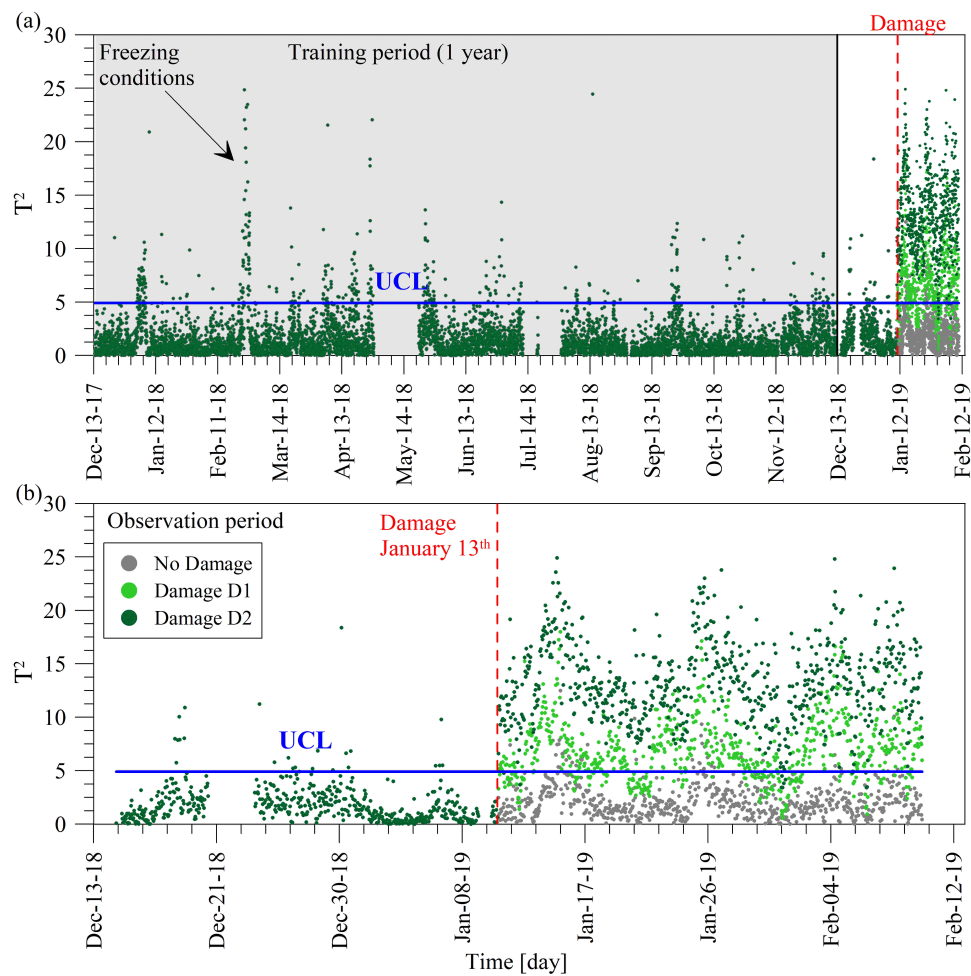 (a)
Damage
30
25
20
15
10
5
0
T²
Freezing
conditions
Training period (1 year)
UCL
Dec-13-17
Jan-12-18
Feb-11-18
Mar-14-18
Apr-13-18
May-14-18
Jun-13-18
Jul-14-18
Aug-13-18
Sep-13-18
Oct-13-18
Nov-12-18
Dec-13-18
Jan-12-19
Feb-12-19
(b)
30
25
20
15
10
5
0
T²
Observation period
No Damage
Damage D1
Damage D2
Damage
January 13th
UCL
Dec-13-18
Dec-21-18
Dec-30-18
Jan-08-19
Jan-17-19
Jan-26-19
Feb-04-19
Feb-12-19
Time [day]